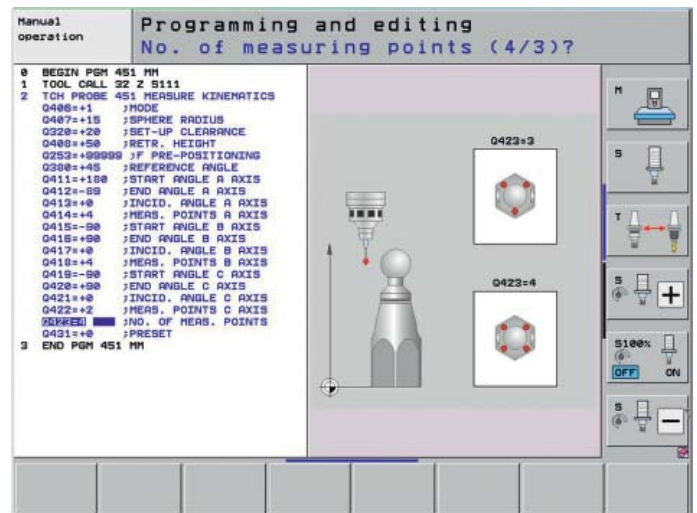 Manual
operation
Programming and editing
No. of measuring points (4/3)?
0 BEGIN PGM 451 MM
1 TOOL CALL 32 Z S111
2 TCH PROBE 451 MEASURE KINEMATICS
Q406=+1 ;MODE
Q407=+15 ;SPHERE RADIUS
Q320=+20 ;SET-UP CLEARANCE
Q408=+50 ;RETR. HEIGHT
Q253=+99999 ;F PRE-POSITIONING
Q380=+45 ;REFERENCE ANGLE
Q411=+180 ;START ANGLE A AXIS
Q412=-89 ;END ANGLE A AXIS
Q413=+0 ;INCID. ANGLE A AXIS
Q414=+4 ;MEAS. POINTS A AXIS
Q415=-90 ;START ANGLE B AXIS
Q416=+90 ;END ANGLE B AXIS
Q417=+0 ;INCID. ANGLE B AXIS
Q418=+4 ;MEAS. POINTS B AXIS
Q419=-90 ;START ANGLE C AXIS
Q420=+90 ;END ANGLE C AXIS
Q421=+0 ;INCID. ANGLE C AXIS
Q422=+2 ;MEAS. POINTS C AXIS
Q423=4 ;NO. OF MEAS. POINTS
Q431=+0 ;PRESET
3 END PGM 451 MM
Q423=3
Q423=4
M
S
T
S
+
S100%
OFF ON
S
−